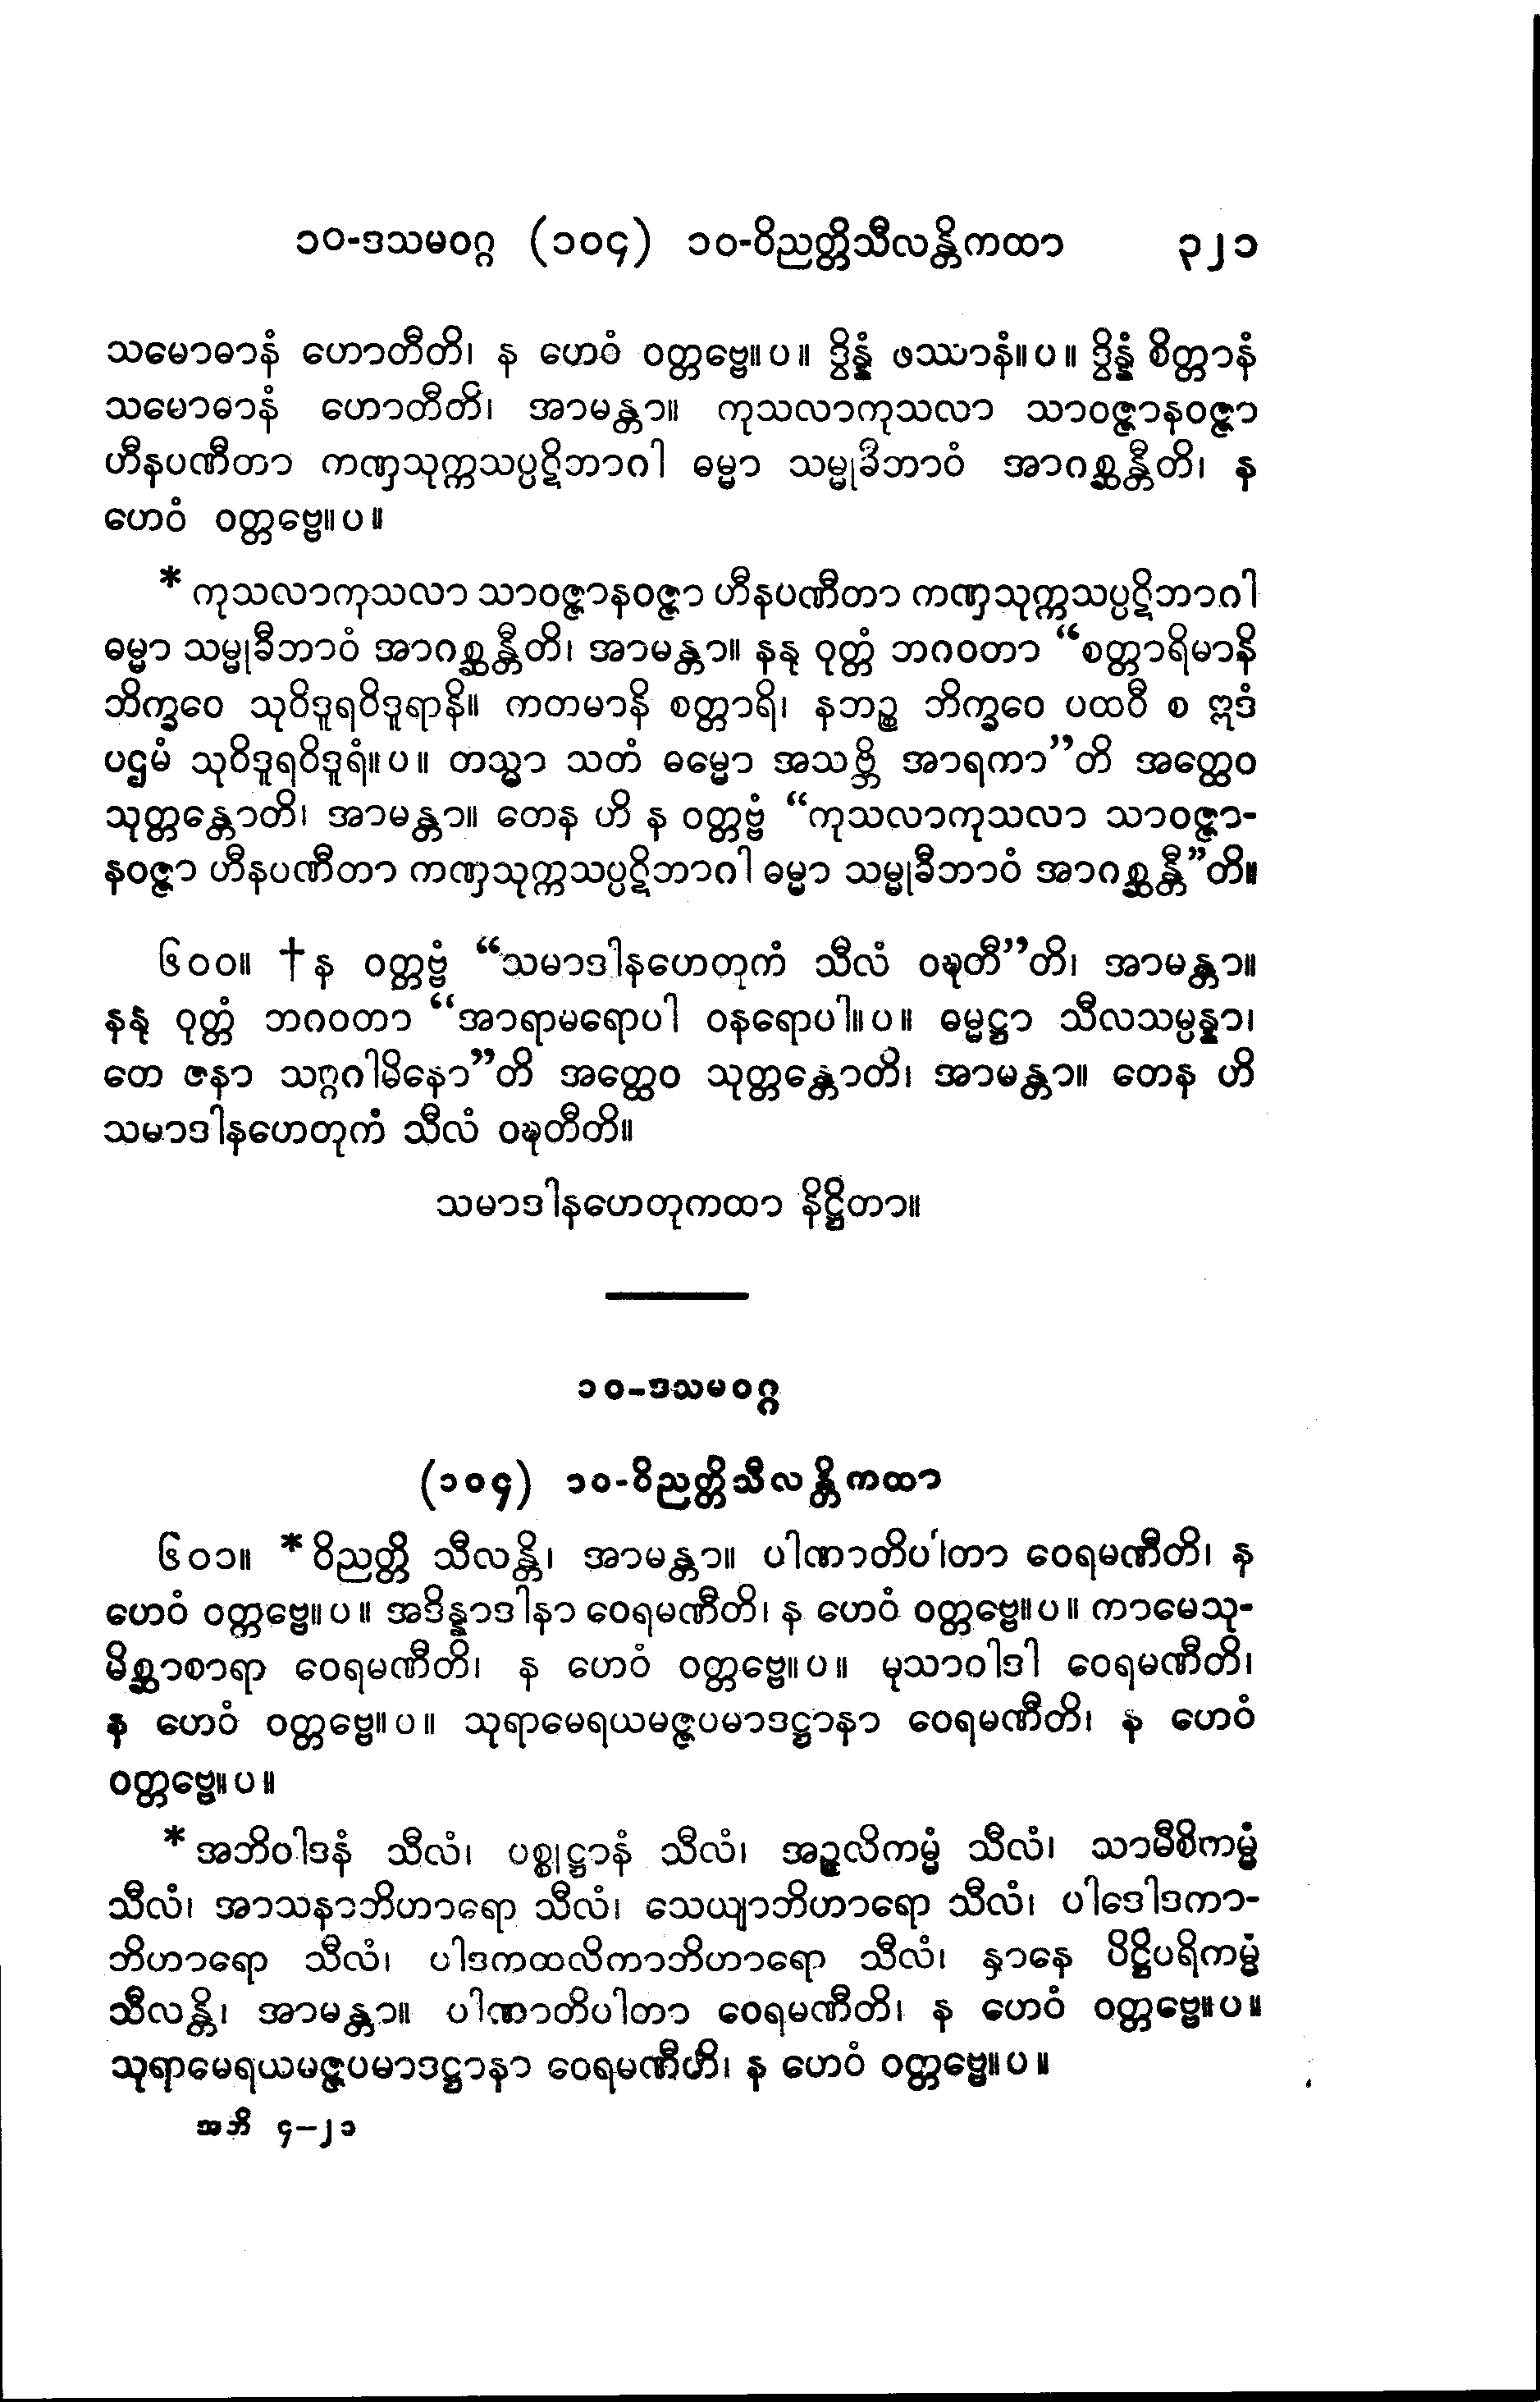 ၁၀-ဒသမဝဂ္ဂ (၁၀၄) ၁၀-ဝိညတ္တိသီလန္တိကထာ ၃၂၁
သမောဓာနံ ဟောတီတိ၊ န ဟေဝံ ဝတ္တဗ္ဗေ။ပ။ ဒွိန္နံ ဖဿာနံ။ပ။ ဒွိန္နံ စိတ္တာနံ
သမောဓာနံ ဟောတီတိ၊ အာမန္တာ။ ကုသလာကုသလာ သာဝဇ္ဇာနဝဇ္ဇာ
ဟီနပဏီတာ ကဏှသုက္ကသပ္ပဋိဘာဂါ ဓမ္မာ သမ္မုခီဘာဝံ အာဂစ္ဆန္တီတိ၊ န
ဟေဝံ ဝတ္တဗ္ဗေ။ပ။
* ကုသလာကုသလာ သာဝဇ္ဇာနဝဇ္ဇာ ဟီနပဏီတာ ကဏှသုက္ကသပ္ပဋိဘာဂါ
ဓမ္မာ သမ္မုခီဘာဝံ အာဂစ္ဆန္တီတိ၊ အာမန္တာ။ နနု ဝုတ္တံ ဘဂဝတာ “စတ္တာရိမာနိ
ဘိက္ခဝေ သုဝိဒူရဝိဒူရာနိ။ ကတမာနိ စတ္တာရိ၊ နဘဉ္စ ဘိက္ခဝေ ပထဝီ စ ဣဒံ
ပဌမံ သုဝိဒူရဝိဒူရံ။ပ။ တသ္မာ သတံ ဓမ္မော အသဗ္ဘိ အာရကာ”တိ အတ္ထေဝ
သုတ္တန္တောတိ၊ အာမန္တာ။ တေန ဟိ န ဝတ္တဗ္ဗံ “ကုသလာကုသလာ သာဝဇ္ဇာ-
နဝဇ္ဇာ ဟီနပဏီတာ ကဏှသုက္ကသပ္ပဋိဘာဂါ ဓမ္မာ သမ္မုခီဘာဝံ အာဂစ္ဆန္တီ”တိ။
၆၀၀။ †န ဝတ္တဗ္ဗံ “သမာဒါနဟေတုကံ သီလံ ဝဍ္ဎတီ”တိ၊ အာမန္တာ။
နနု ဝုတ္တံ ဘဂဝတာ “အာရာမရောပါ ဝနရောပါ။ပ။ ဓမ္မဋ္ဌာ သီလသမ္ပန္နာ၊
တေ ဇနာ သဂ္ဂဂါမိနော”တိ အတ္ထေဝ သုတ္တန္တောတိ၊ အာမန္တာ။ တေန ဟိ
သမာဒါနဟေတုကံ သီလံ ဝဍ္ဎတီတိ။
သမာဒါနဟေတုကထာ နိဋ္ဌိတာ။
၁၀-ဒသမဝဂ္ဂ
(၁၀၄) ၁၀-ဝိညတ္တိသီလန္တိကထာ
၆၀၁။ *ဝိညတ္တိ သီလန္တိ၊ အာမန္တာ။ ပါဏာတိပါတာ ဝေရမဏီတိ၊ န
ဟေဝံ ဝတ္တဗ္ဗေ။ပ။ အဒိန္နာဒါနာ ဝေရမဏီတိ၊ န ဟေဝံ ဝတ္တဗ္ဗေ။ပ။ ကာမေသု-
မိစ္ဆာစာရာ ဝေရမဏီတိ၊ န ဟေဝံ ဝတ္တဗ္ဗေ။ပ။ မုသာဝါဒါ ဝေရမဏီတိ၊
န ဟေဝံ ဝတ္တဗ္ဗေ။ပ။ သုရာမေရယမဇ္ဇပမာဒဋ္ဌာနာ ဝေရမဏီတိ၊ န ဟေဝံ
ဝတ္တဗ္ဗေ။ပ။
* အဘိဝါဒနံ သီလံ၊ ပစ္စုဋ္ဌာနံ သီလံ၊ အဉ္ဇလိကမ္မံ သီလံ၊ သာမီစိကမ္မံ
သီလံ၊ အာသနာဘိဟာရော သီလံ၊ သေယျာဘိဟာရော သီလံ၊ ပါဒေါဒကာ-
ဘိဟာရော သီလံ၊ ပါဒကထလိကာဘိဟာရော သီလံ၊ နှာနေ ပိဋ္ဌိပရိကမ္မံ
သီလန္တိ၊ အာမန္တာ။ ပါဏာတိပါတာ ဝေရမဏီတိ၊ န ဟေဝံ ဝတ္တဗ္ဗေ။ပ။
သုရာမေရယမဇ္ဇပမာဒဋ္ဌာနာ ဝေရမဏီတိ၊ န ဟေဝံ ဝတ္တဗ္ဗေ။ပ။
အဘိ ၄-၂၁